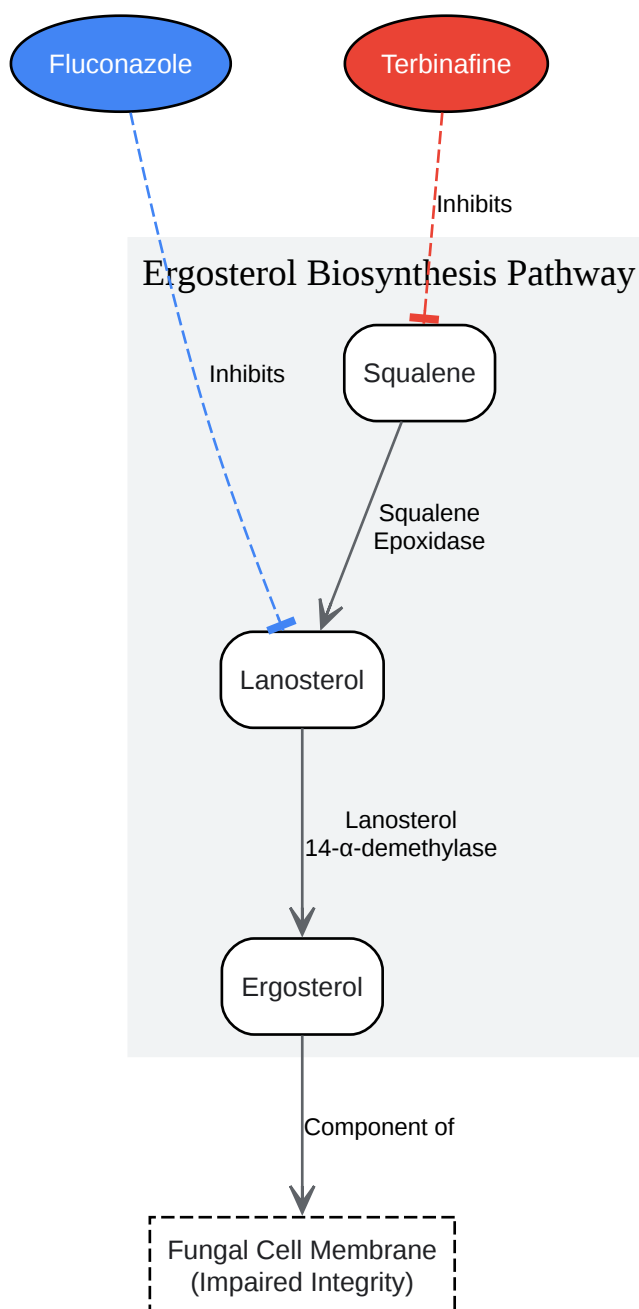 Fluconazole
Terbinafine
Inhibits
Ergosterol Biosynthesis Pathway
Inhibits
Squalene
Squalene
Epoxidase
Lanosterol
Lanosterol
14-α-demethylase
Ergosterol
Component of
Fungal Cell Membrane
(Impaired Integrity)